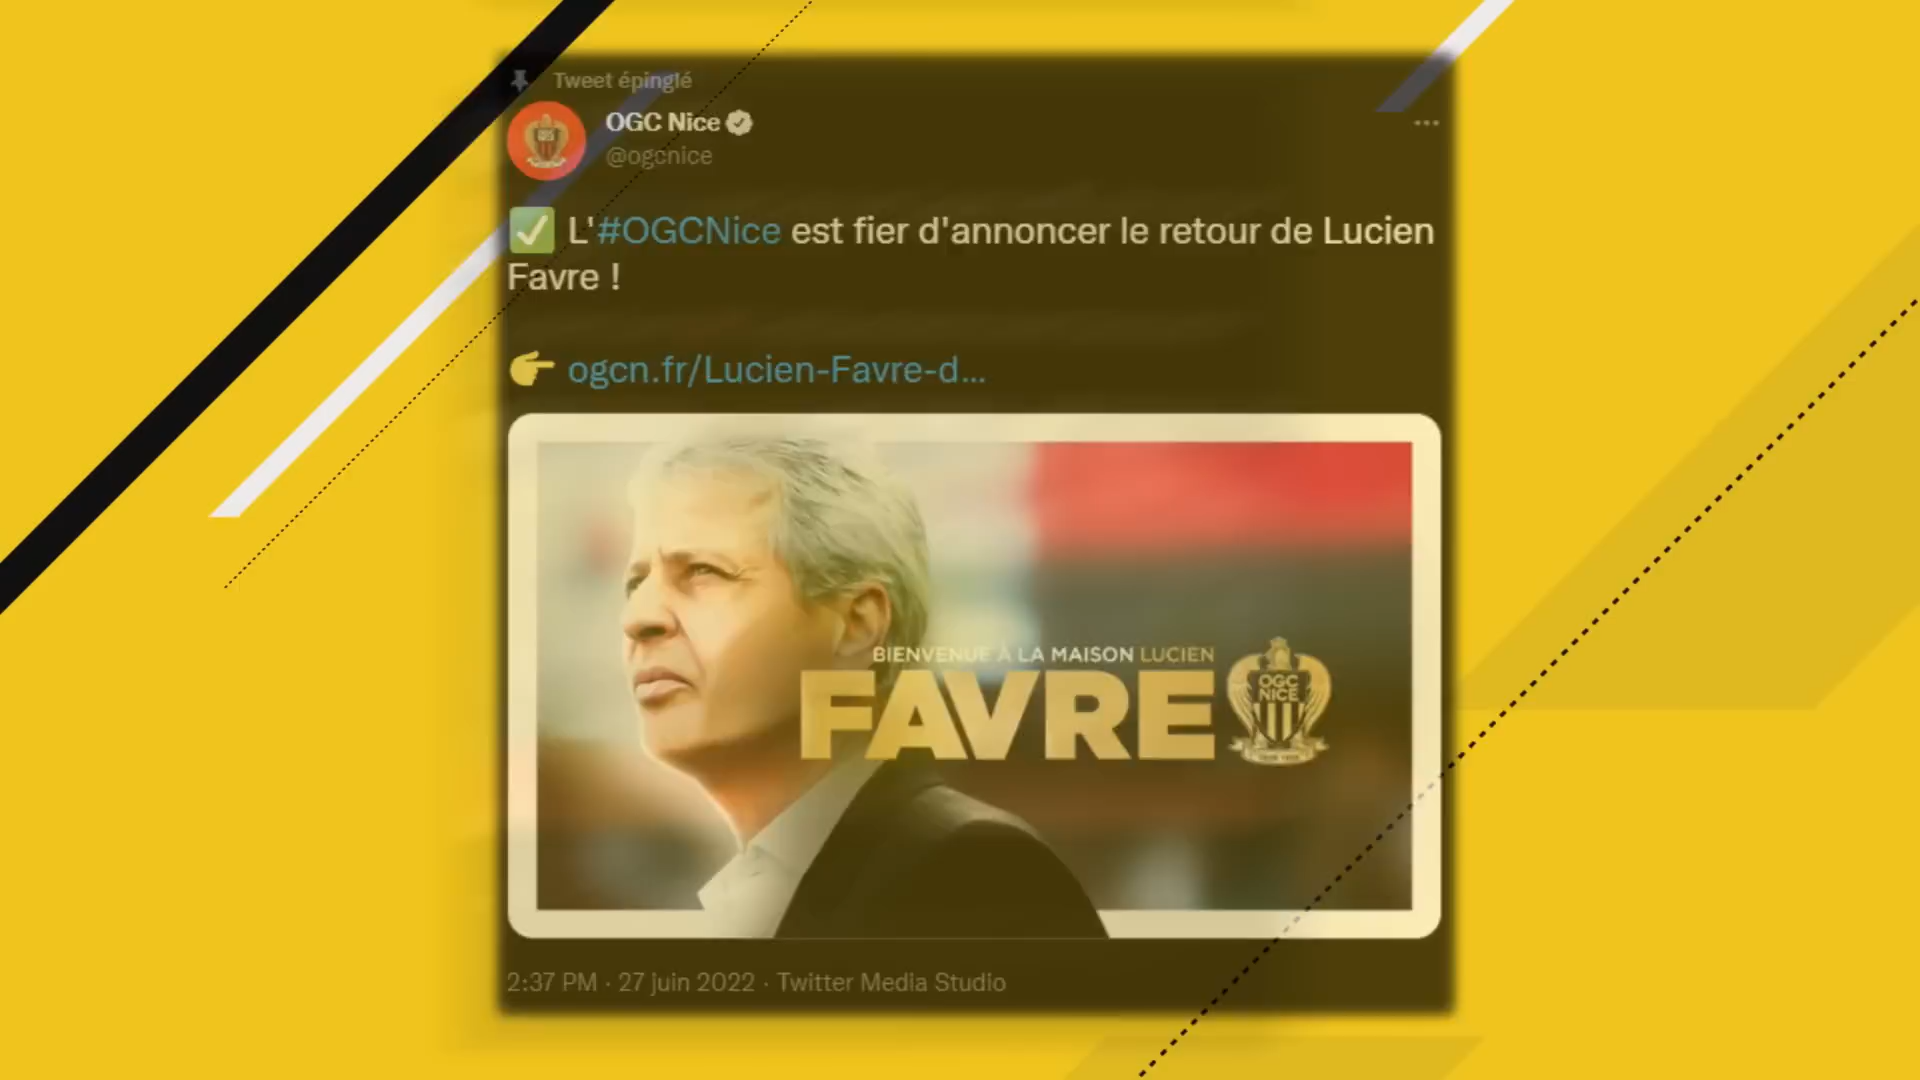 Tweet épinglé
OGC Nice
@ogcnice
L'#OGCNice est fier d'annoncer le retour de Lucien
Favre !
ogcn.fr/Lucien-Favre-d...
BIENVENUE À LA MAISON LUCIEN
FAVRE
OGC
NICE
2:37 PM · 27 juin 2022 · Twitter Media Studio